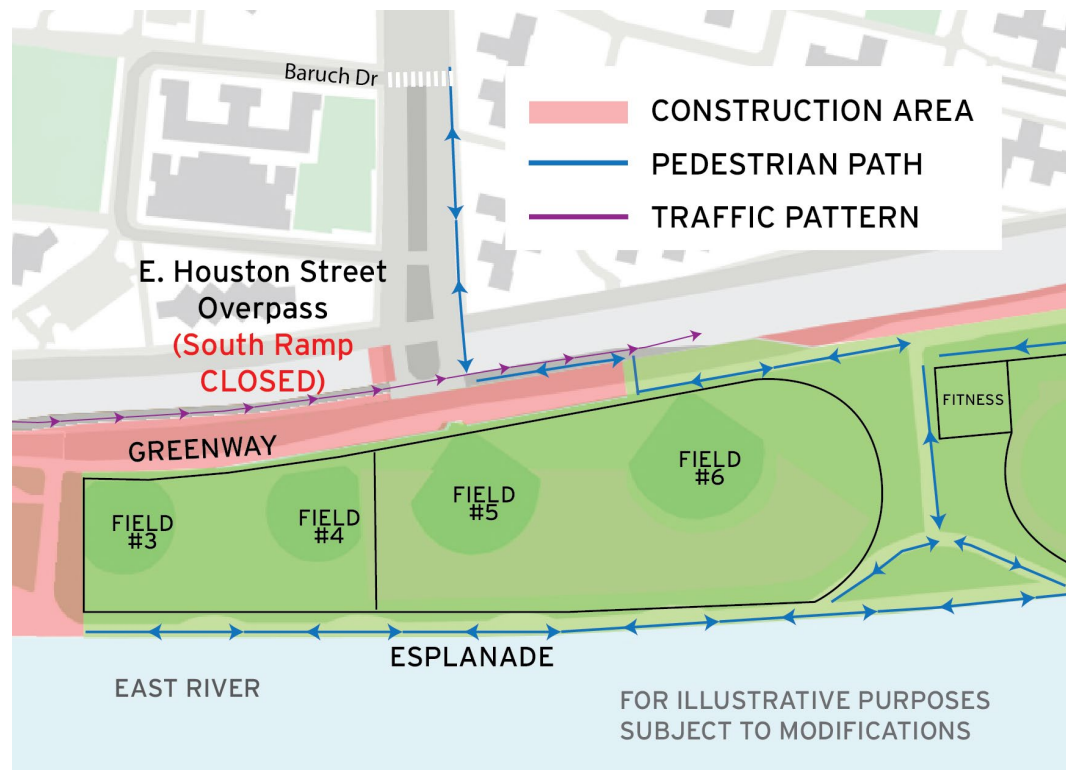 Baruch Dr
CONSTRUCTION AREA
PEDESTRIAN PATH
TRAFFIC PATTERN
E. Houston Street
Overpass
(South Ramp
CLOSED)
GREENWAY
FITNESS
FIELD
#3
FIELD
#4
FIELD
#5
FIELD
#6
ESPLANADE
EAST RIVER
FOR ILLUSTRATIVE PURPOSES
SUBJECT TO MODIFICATIONS